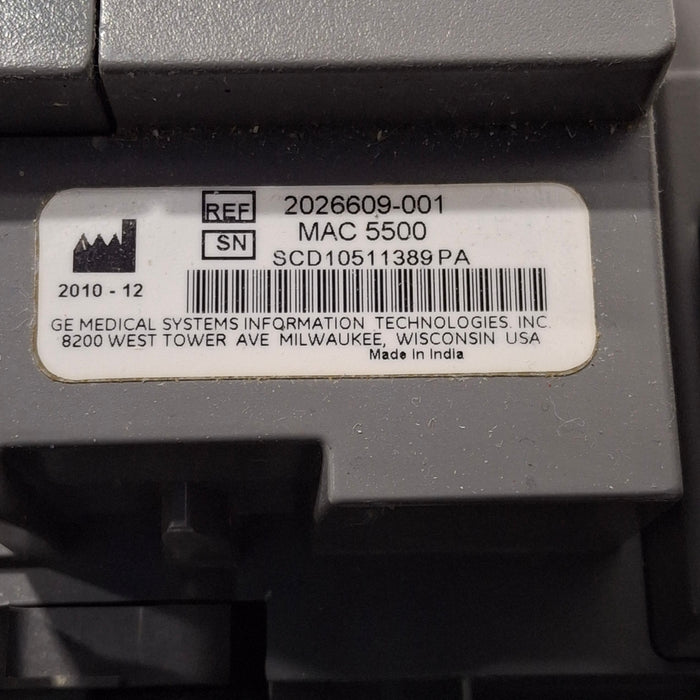 REF 2026609-001
MAC 5500
SN SCD10511389PA
2010 - 12
GE MEDICAL SYSTEMS INFORMATION TECHNOLOGIES. INC.
8200 WEST TOWER AVE MILWAUKEE, WISCONSIN USA
Made in India